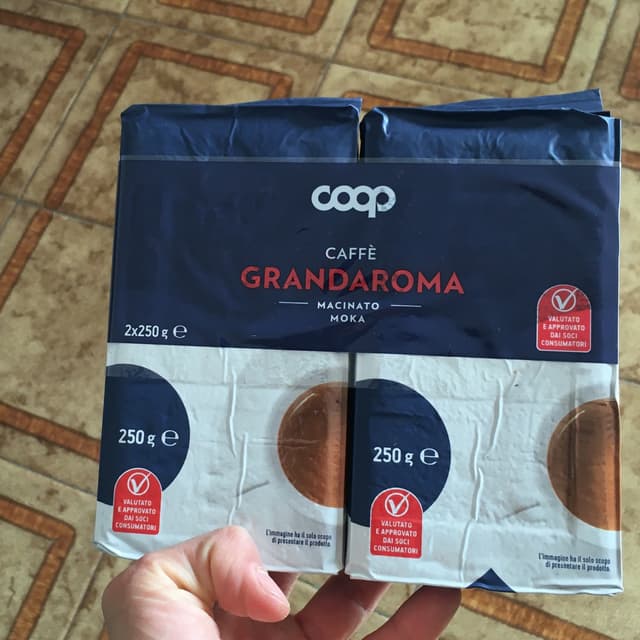 coop
CAFFÈ
GRANDAROMA
MACINATO
MOKA
2x250 g ℮
VALUTATO
E APPROVATO
DAI SOCI
CONSUMATORI
250 g ℮
VALUTATO
E APPROVATO
DAI SOCI
CONSUMATORI
L'immagine ha il solo scopo
di presentare il prodotto.
250 g ℮
VALUTATO
E APPROVATO
DAI SOCI
CONSUMATORI
L'immagine ha il solo scopo
di presentare il prodotto.